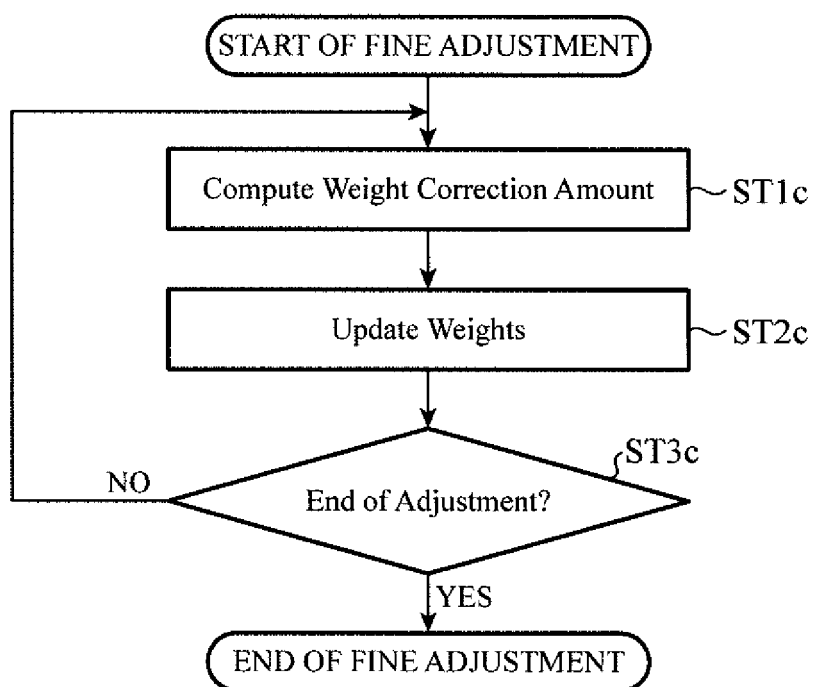 START OF FINE ADJUSTMENT
Compute Weight Correction Amount
ST1c
Update Weights
ST2c
ST3c
End of Adjustment?
NO
YES
END OF FINE ADJUSTMENT